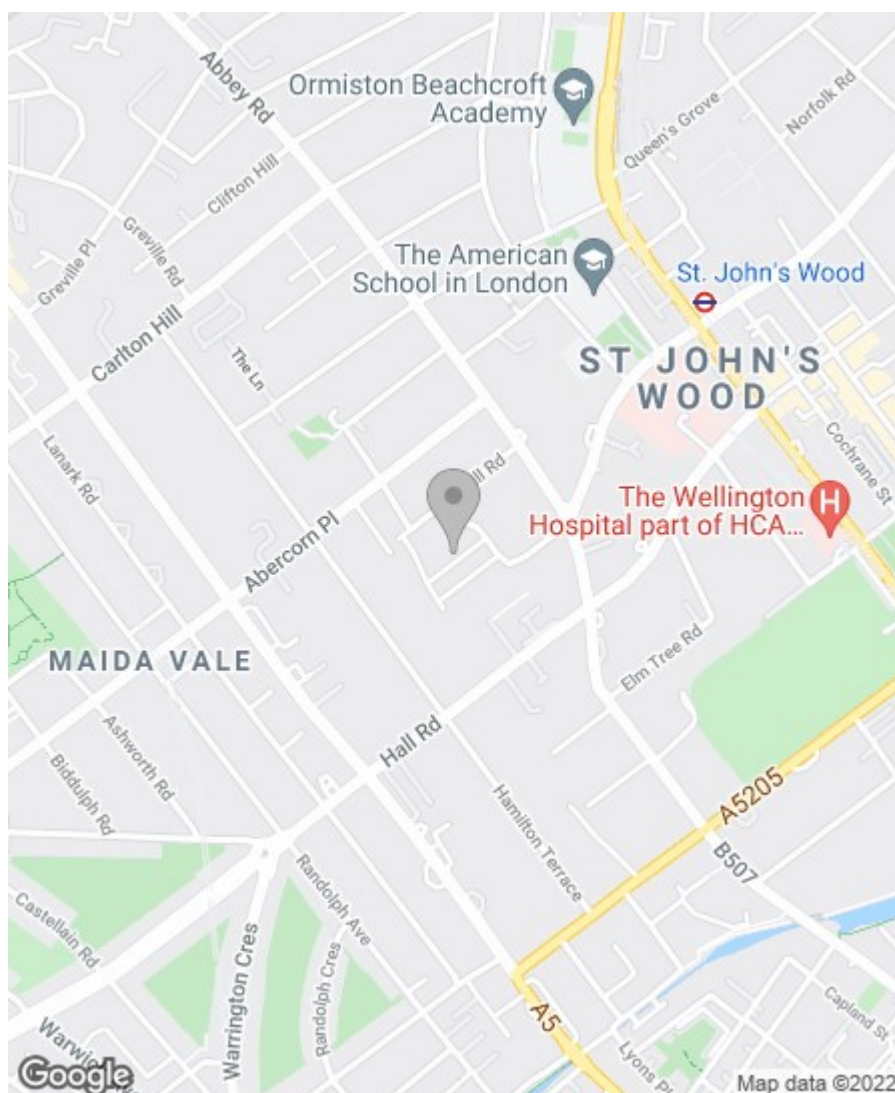 Abbey Rd
Ormiston Beachcroft
Academy
Norfolk Rd
Queen's Grove
Clifton Hill
Greville Rd
Greville Pl
The American
School in London
St. John's Wood
Carlton Hill
The Ln
ST JOHN'S
WOOD
Lanark Rd
Cochrane St
ill Rd
The Wellington
Hospital part of HCA...
H
Abercorn Pl
MAIDA VALE
Elm Tree Rd
Ashworth Rd
Hall Rd
Biddulph Rd
Hamilton Terrace
A5205
B507
Randolph Ave
Castellain Rd
Warrington Cres
Randolph Cres
A5
Capland St
Lyons Pl
Warwic
Google
Map data ©2022